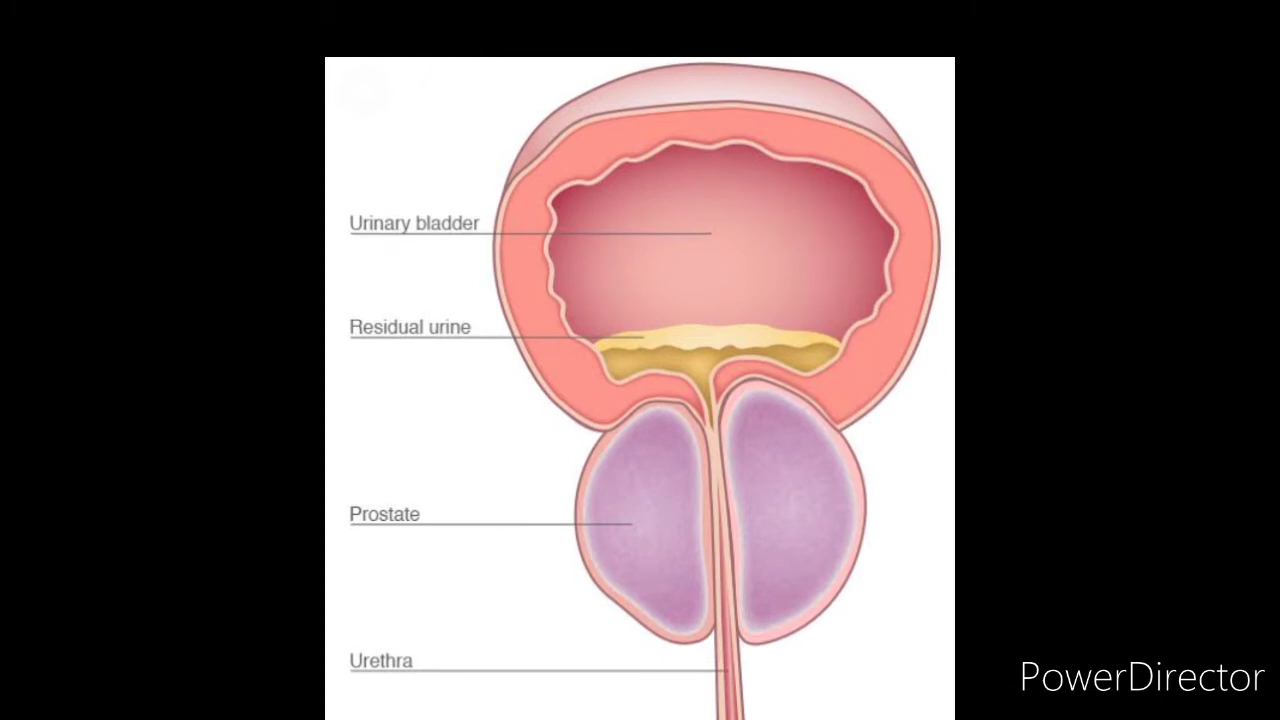 Urinary bladder
Residual urine
Prostate
Urethra
PowerDirector